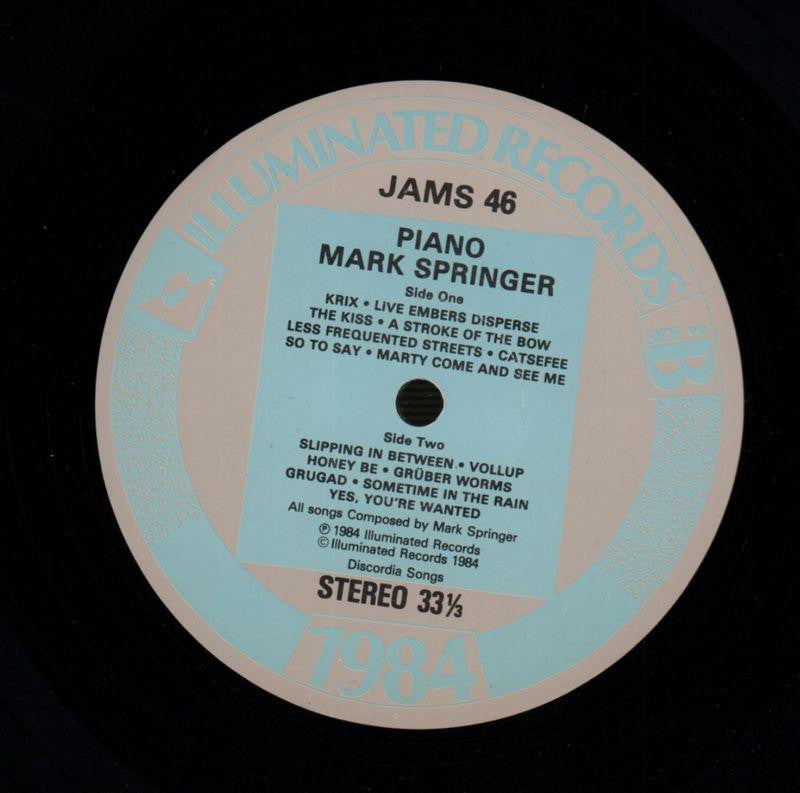 ILLUMINATED RECORDS
JAMS 46
PIANO
MARK SPRINGER
Side One
KRIX • LIVE EMBERS DISPERSE
THE KISS • A STROKE OF THE BOW
LESS FREQUENTED STREETS • CATSEFEE
SO TO SAY • MARTY COME AND SEE ME
SIDE
B
Side Two
SLIPPING IN BETWEEN • VOLLUP
HONEY BE • GRÜBER WORMS
GRUGAD • SOMETIME IN THE RAIN
YES, YOU'RE WANTED
All songs Composed by Mark Springer
℗ 1984 Illuminated Records
© Illuminated Records 1984
Discordia Songs
STEREO 33⅓
1984